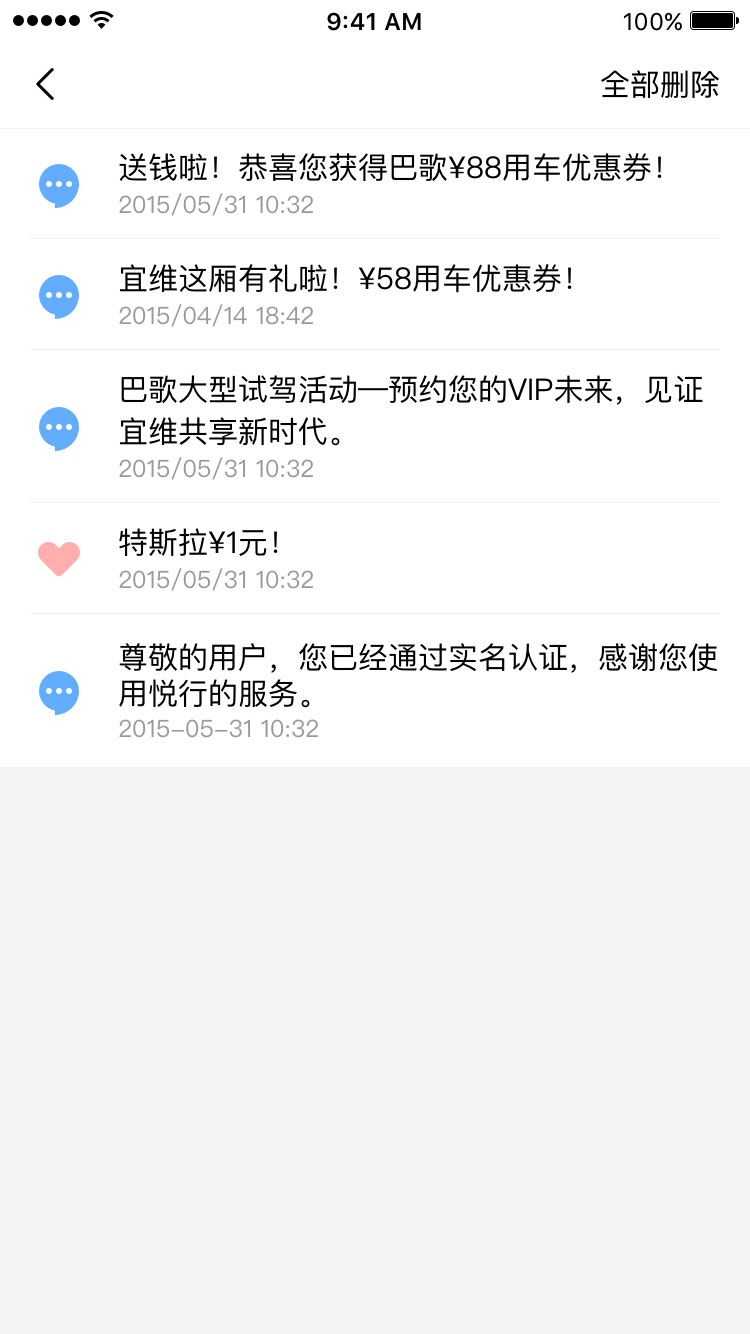 9:41 AM 100%
全部删除
送钱啦！恭喜您获得巴歌¥88用车优惠券！
2015/05/31 10:32
宜维这厢有礼啦！¥58用车优惠券！
2015/04/14 18:42
巴歌大型试驾活动—预约您的VIP未来，见证
宜维共享新时代。
2015/05/31 10:32
特斯拉¥1元！
2015/05/31 10:32
尊敬的用户，您已经通过实名认证，感谢您使
用悦行的服务。
2015–05–31 10:32